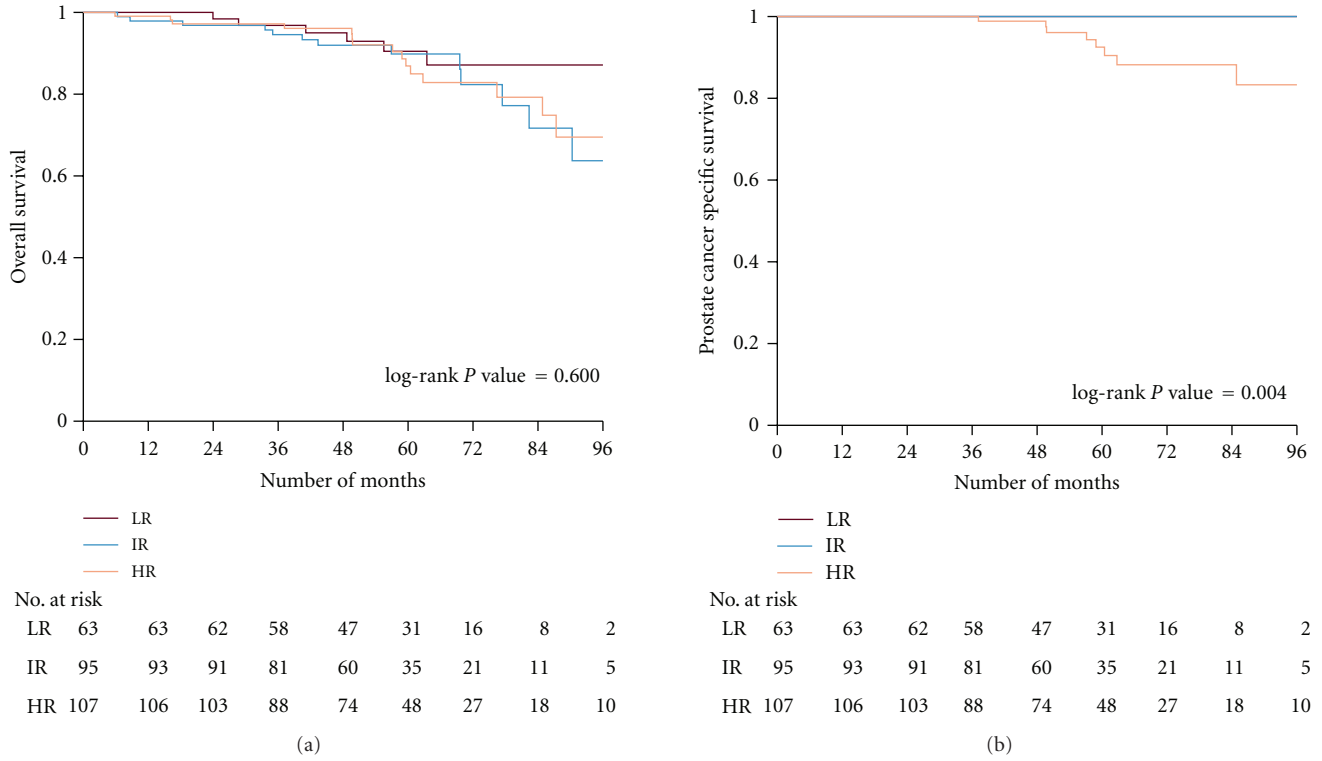 1
0.8
0.6
0.4
0.2
0
Overall survival
log-rank P value = 0.600
0 12 24 36 48 60 72 84 96
Number of months
LR
IR
HR
No. at risk
LR 63 63 62 58 47 31 16 8 2
IR 95 93 91 81 60 35 21 11 5
HR 107 106 103 88 74 48 27 18 10
(a)
1
0.8
0.6
0.4
0.2
0
Prostate cancer specific survival
log-rank P value = 0.004
0 12 24 36 48 60 72 84 96
Number of months
LR
IR
HR
No. at risk
LR 63 63 62 58 47 31 16 8 2
IR 95 93 91 81 60 35 21 11 5
HR 107 106 103 88 74 48 27 18 10
(b)